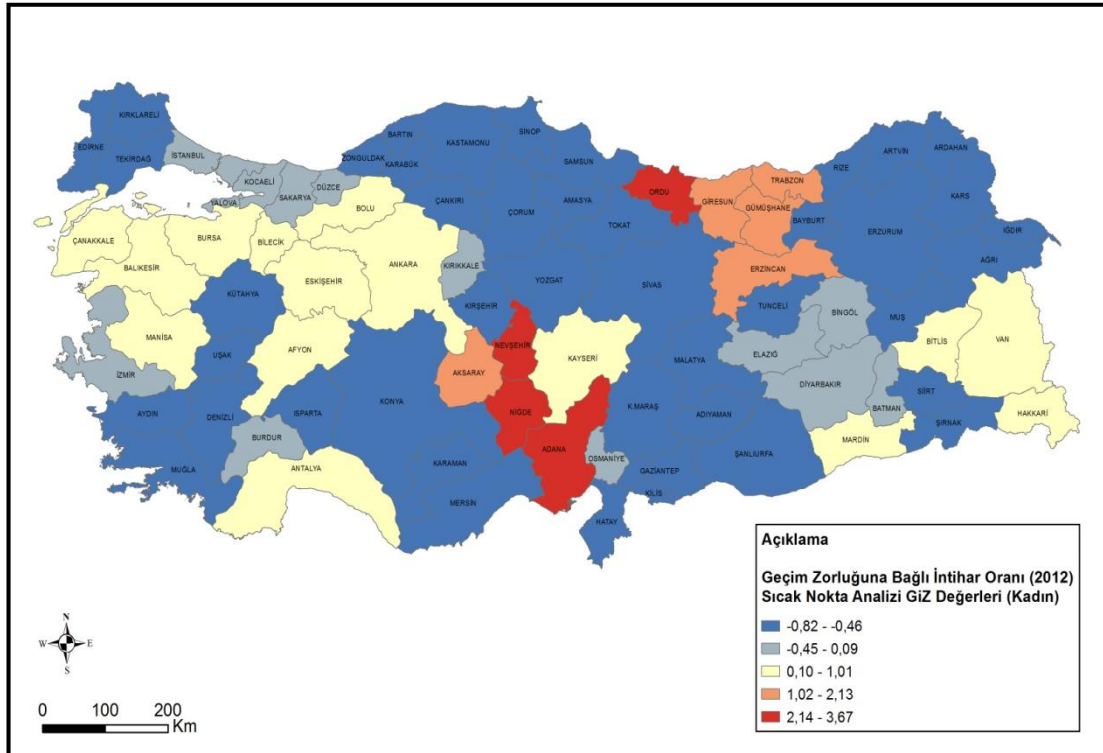 KIRKLARELİ
EDİRNE
TEKİRDAĞ
İSTANBUL
KOCAELİ
YALOVA
SAKARYA
DÜZCE
ZONGULDAK
BARTIN
KARABÜK
KASTAMONU
SİNOP
SAMSUN
ÇANKIRI
ÇORUM
AMASYA
TOKAT
ORDU
GİRESUN
TRABZON
GÜMÜŞHANE
BAYBURT
RİZE
ARTVİN
ARDAHAN
KARS
IĞDIR
ERZURUM
AĞRI
ÇANAKKALE
BALIKESİR
BURSA
BİLECİK
BOLU
ESKİŞEHİR
ANKARA
KIRIKKALE
KIRŞEHİR
YOZGAT
SİVAS
ERZİNCAN
TUNCELİ
BİNGÖL
MUŞ
BİTLİS
VAN
KÜTAHYA
MANİSA
UŞAK
AFYON
İZMİR
AKSARAY
NEVŞEHİR
KAYSERİ
MALATYA
ELAZIĞ
DİYARBAKIR
BATMAN
SİİRT
ŞIRNAK
HAKKARİ
AYDIN
DENİZLİ
ISPARTA
KONYA
NİĞDE
K.MARAŞ
ADIYAMAN
MARDİN
ŞANLIURFA
MUĞLA
BURDUR
ANTALYA
KARAMAN
MERSİN
ADANA
OSMANİYE
GAZİANTEP
KİLİS
HATAY
Açıklama
Geçim Zorluğuna Bağlı İntihar Oranı (2012)
Sıcak Nokta Analizi GiZ Değerleri (Kadın)
-0,82 - -0,46
-0,45 - 0,09
0,10 - 1,01
1,02 - 2,13
2,14 - 3,67
N
W E
S
0 100 200
Km